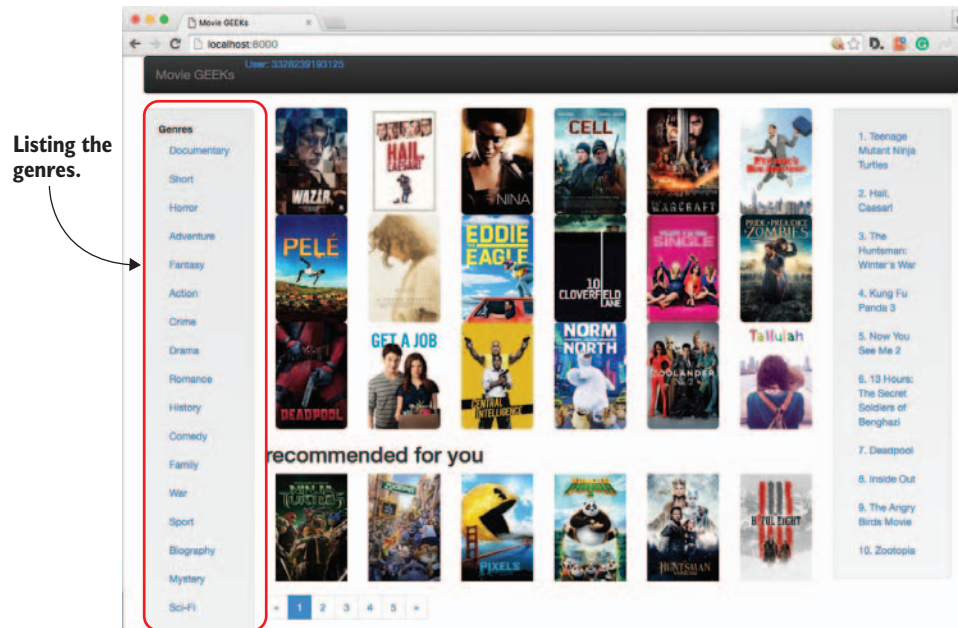 Movie GEEKs
localhost:8000
D.
User: 3328239193125
Movie GEEKs
Listing the
genres.
Genres
Documentary
Short
Horror
Adventure
Fantasy
Action
Crime
Drama
Romance
History
Comedy
Family
War
Sport
Biography
Mystery
Sci-Fi
WAZIR
HAIL,
CAESAR!
NINA
CELL
WARCRAFT
PELÉ
EDDIE
THE
EAGLE
10
CLOVERFIELD
LANE
SINGLE
PRIDE + PREJUDICE
ZOMBIES
DEADPOOL
GET A JOB
CENTRAL
INTELLIGENCE
NORM
NORTH
ZOOLANDER
No. 2
Tallulah
recommended for you
NINJA
TURTLES
PIXELS
HUNTSMAN
1. Teenage
Mutant Ninja
Turtles
2. Hail,
Caesar!
3. The
Huntsman:
Winter's War
4. Kung Fu
Panda 3
5. Now You
See Me 2
6. 13 Hours:
The Secret
Soldiers of
Benghazi
7. Deadpool
8. Inside Out
9. The Angry
Birds Movie
10. Zootopia
« 1 2 3 4 5 »